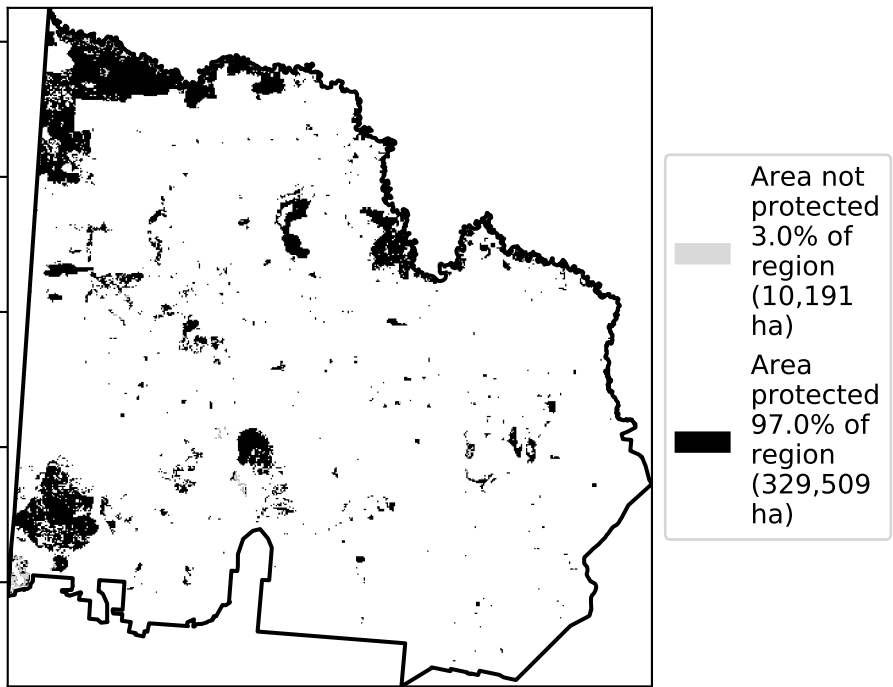 Area not
protected
3.0% of
region
(10,191
ha)
Area
protected
97.0% of
region
(329,509
ha)